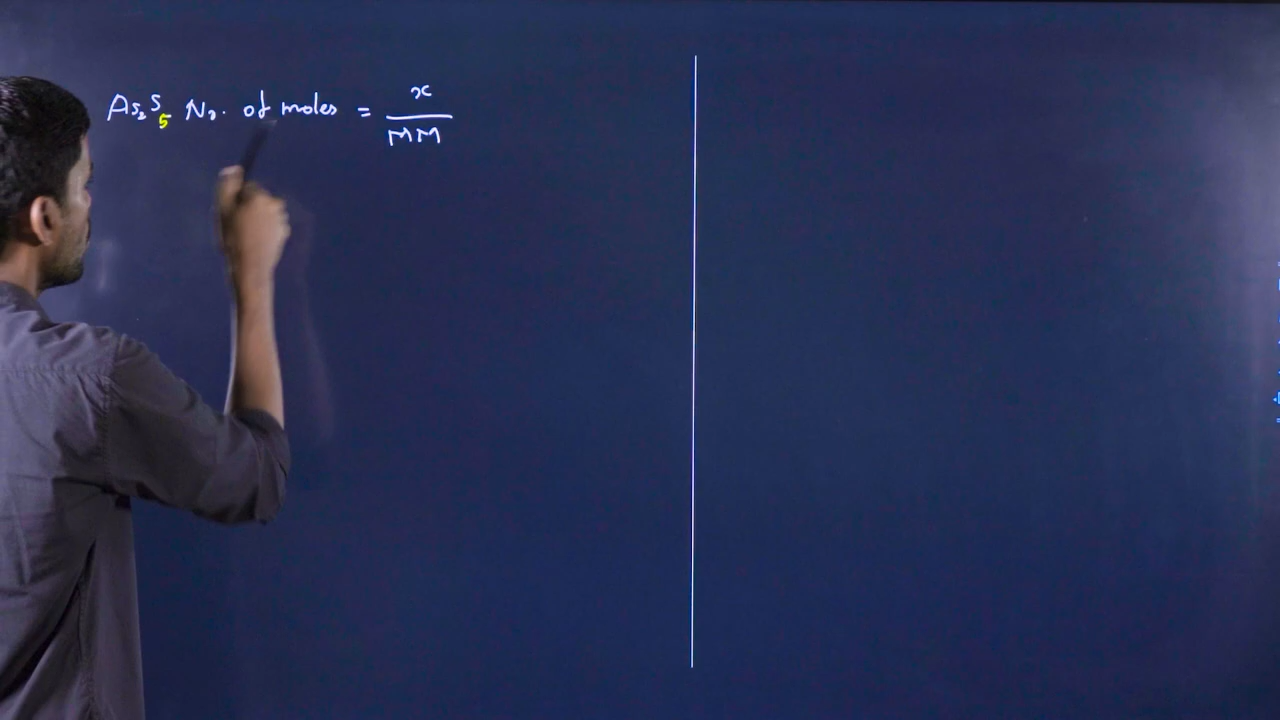 As₂S₅ No. of moles = x / MM